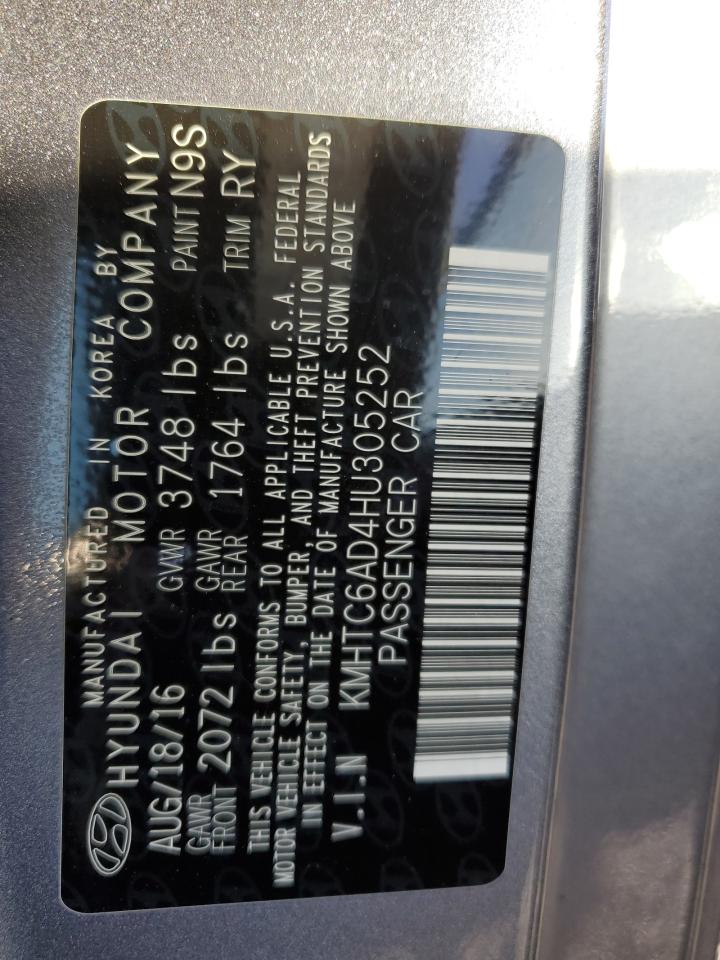 MANUFACTURED IN KOREA BY
HYUNDAI MOTOR COMPANY
AUG/18/16 GVWR 3748 lbs PAINT N9S
GAWR FRONT 2072 lbs GAWR REAR 1764 lbs TRIM RY
THIS VEHICLE CONFORMS TO ALL APPLICABLE U.S.A. FEDERAL
MOTOR VEHICLE SAFETY, BUMPER, AND THEFT PREVENTION STANDARDS
IN EFFECT ON THE DATE OF MANUFACTURE SHOWN ABOVE
V.I.N KMHTC6AD4HU305252
PASSENGER CAR